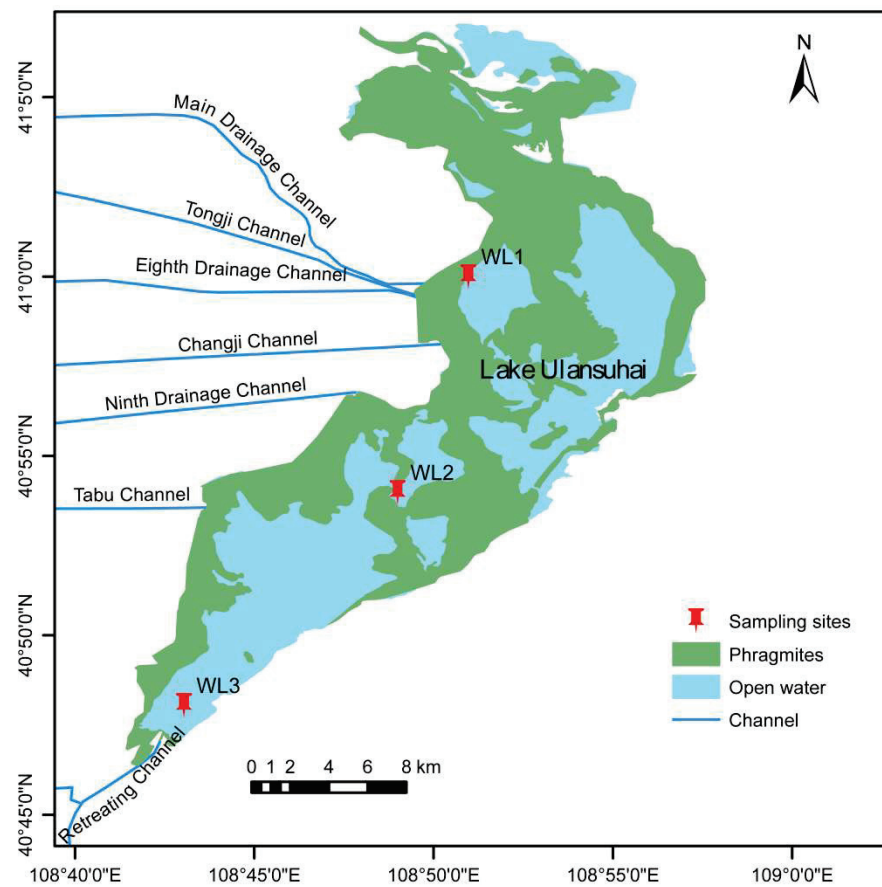 N
41°5'0"N
Main Drainage Channel
Tongji Channel
WL1
41°0'0"N
Eighth Drainage Channel
Changji Channel
Lake Ulansuhai
Ninth Drainage Channel
40°55'0"N
WL2
Tabu Channel
40°50'0"N
Sampling sites
Phragmites
WL3
Open water
Channel
Retreating Channel
0 1 2 4 6 8 km
40°45'0"N
108°40'0"E 108°45'0"E 108°50'0"E 108°55'0"E 109°0'0"E